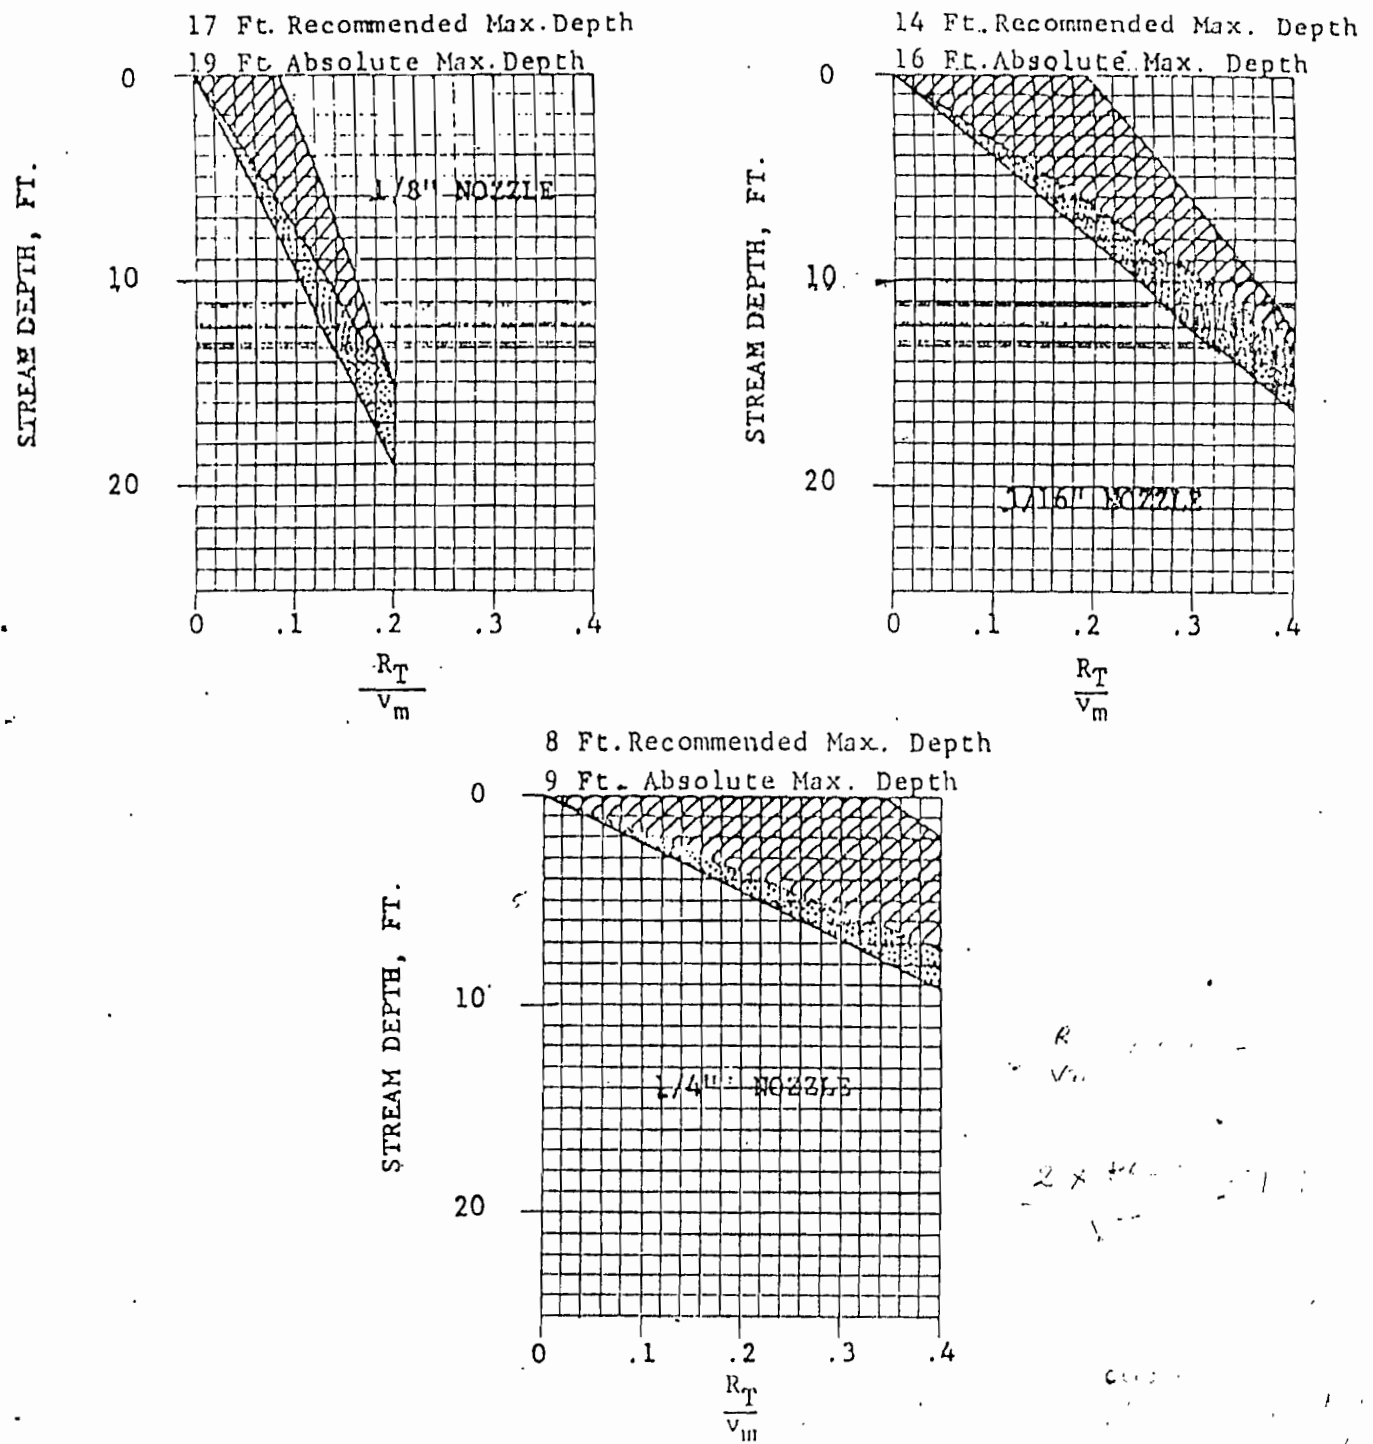 17 Ft. Recommended Max. Depth
19 Ft Absolute Max. Depth
STREAM DEPTH, FT.
0
10
20
1/8" NOZZLE
0 .1 .2 .3 .4
R_T
V_m
14 Ft. Recommended Max. Depth
16 Ft. Absolute Max. Depth
STREAM DEPTH, FT.
0
10
20
1/16" NOZZLE
0 .1 .2 .3 .4
R_T
V_m
8 Ft. Recommended Max. Depth
9 Ft. Absolute Max. Depth
STREAM DEPTH, FT.
0
10
20
1/4" NOZZLE
0 .1 .2 .3 .4
R_T
V_m
R
2 x